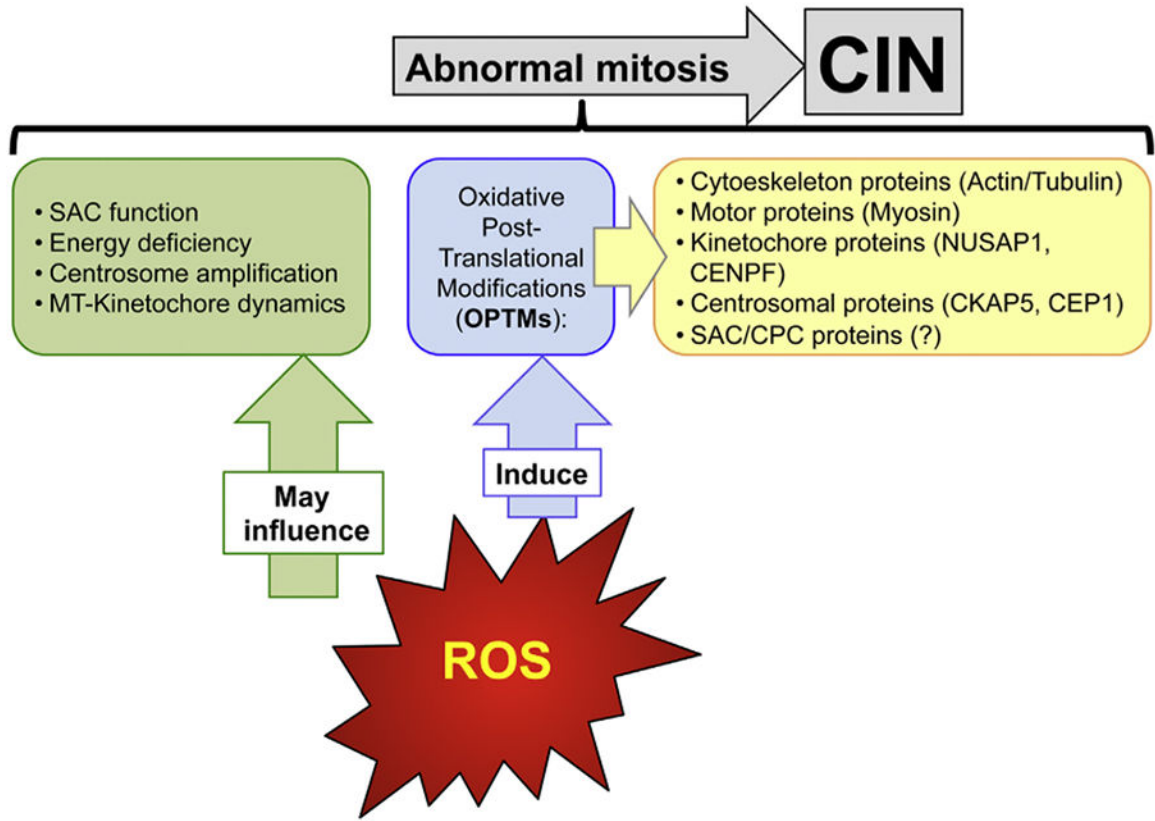 Abnormal mitosis
CIN
• SAC function
• Energy deficiency
• Centrosome amplification
• MT-Kinetochore dynamics
Oxidative
Post-
Translational
Modifications
(OPTMs):
• Cytoeskeleton proteins (Actin/Tubulin)
• Motor proteins (Myosin)
• Kinetochore proteins (NUSAP1,
CENPF)
• Centrosomal proteins (CKAP5, CEP1)
• SAC/CPC proteins (?)
May
influence
Induce
ROS